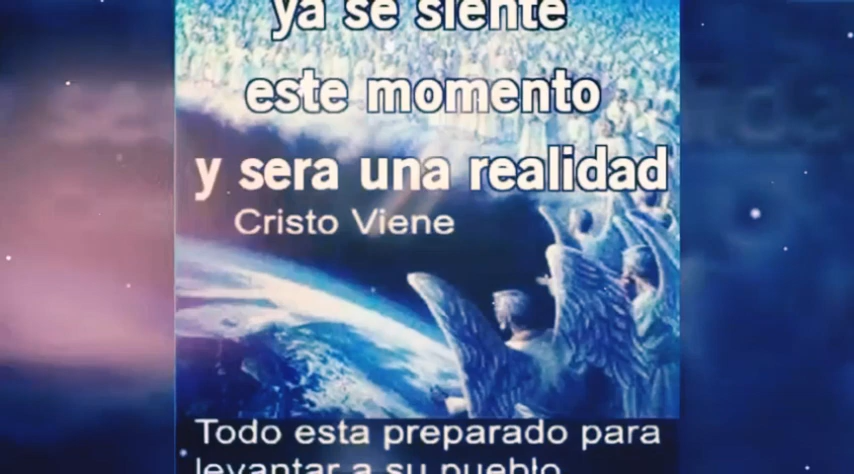 ya se siente
este momento
y sera una realidad
Cristo Viene
Todo esta preparado para
levantar a su pueblo